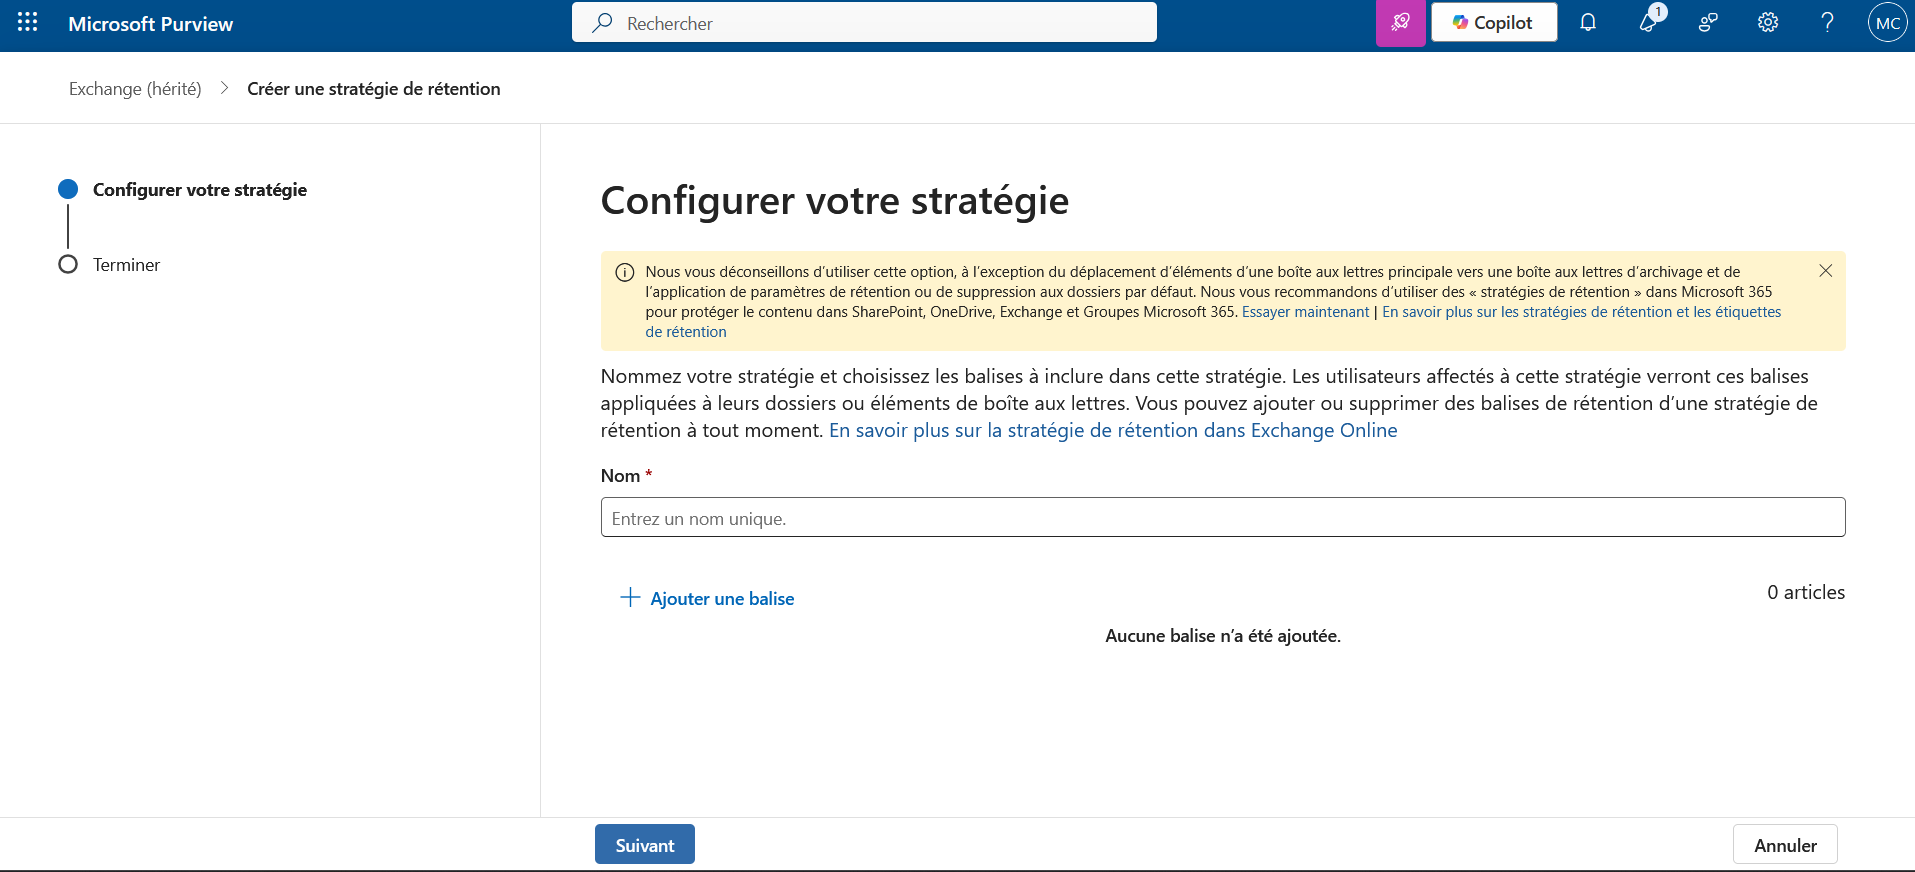 Microsoft Purview
Rechercher
Copilot
1
MC
Exchange (hérité) > Créer une stratégie de rétention
Configurer votre stratégie
Terminer
Configurer votre stratégie
Nous vous déconseillons d’utiliser cette option, à l’exception du déplacement d’éléments d’une boîte aux lettres principale vers une boîte aux lettres d’archivage et de
l’application de paramètres de rétention ou de suppression aux dossiers par défaut. Nous vous recommandons d’utiliser des « stratégies de rétention » dans Microsoft 365
pour protéger le contenu dans SharePoint, OneDrive, Exchange et Groupes Microsoft 365. Essayer maintenant | En savoir plus sur les stratégies de rétention et les étiquettes
de rétention
Nommez votre stratégie et choisissez les balises à inclure dans cette stratégie. Les utilisateurs affectés à cette stratégie verront ces balises
appliquées à leurs dossiers ou éléments de boîte aux lettres. Vous pouvez ajouter ou supprimer des balises de rétention d’une stratégie de
rétention à tout moment. En savoir plus sur la stratégie de rétention dans Exchange Online
Nom *
Entrez un nom unique.
Ajouter une balise
0 articles
Aucune balise n’a été ajoutée.
Suivant
Annuler